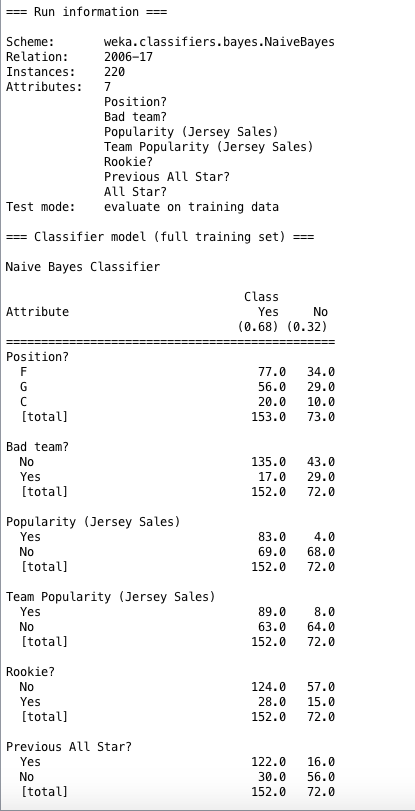 === Run information ===
Scheme: weka.classifiers.bayes.NaiveBayes
Relation: 2006-17
Instances: 220
Attributes: 7
Position?
Bad team?
Popularity (Jersey Sales)
Team Popularity (Jersey Sales)
Rookie?
Previous All Star?
All Star?
Test mode: evaluate on training data
=== Classifier model (full training set) ===
Naive Bayes Classifier
Class
Attribute Yes No
(0.68) (0.32)
===============================================
Position?
F 77.0 34.0
G 56.0 29.0
C 20.0 10.0
[total] 153.0 73.0
Bad team?
No 135.0 43.0
Yes 17.0 29.0
[total] 152.0 72.0
Popularity (Jersey Sales)
Yes 83.0 4.0
No 69.0 68.0
[total] 152.0 72.0
Team Popularity (Jersey Sales)
Yes 89.0 8.0
No 63.0 64.0
[total] 152.0 72.0
Rookie?
No 124.0 57.0
Yes 28.0 15.0
[total] 152.0 72.0
Previous All Star?
Yes 122.0 16.0
No 30.0 56.0
[total] 152.0 72.0